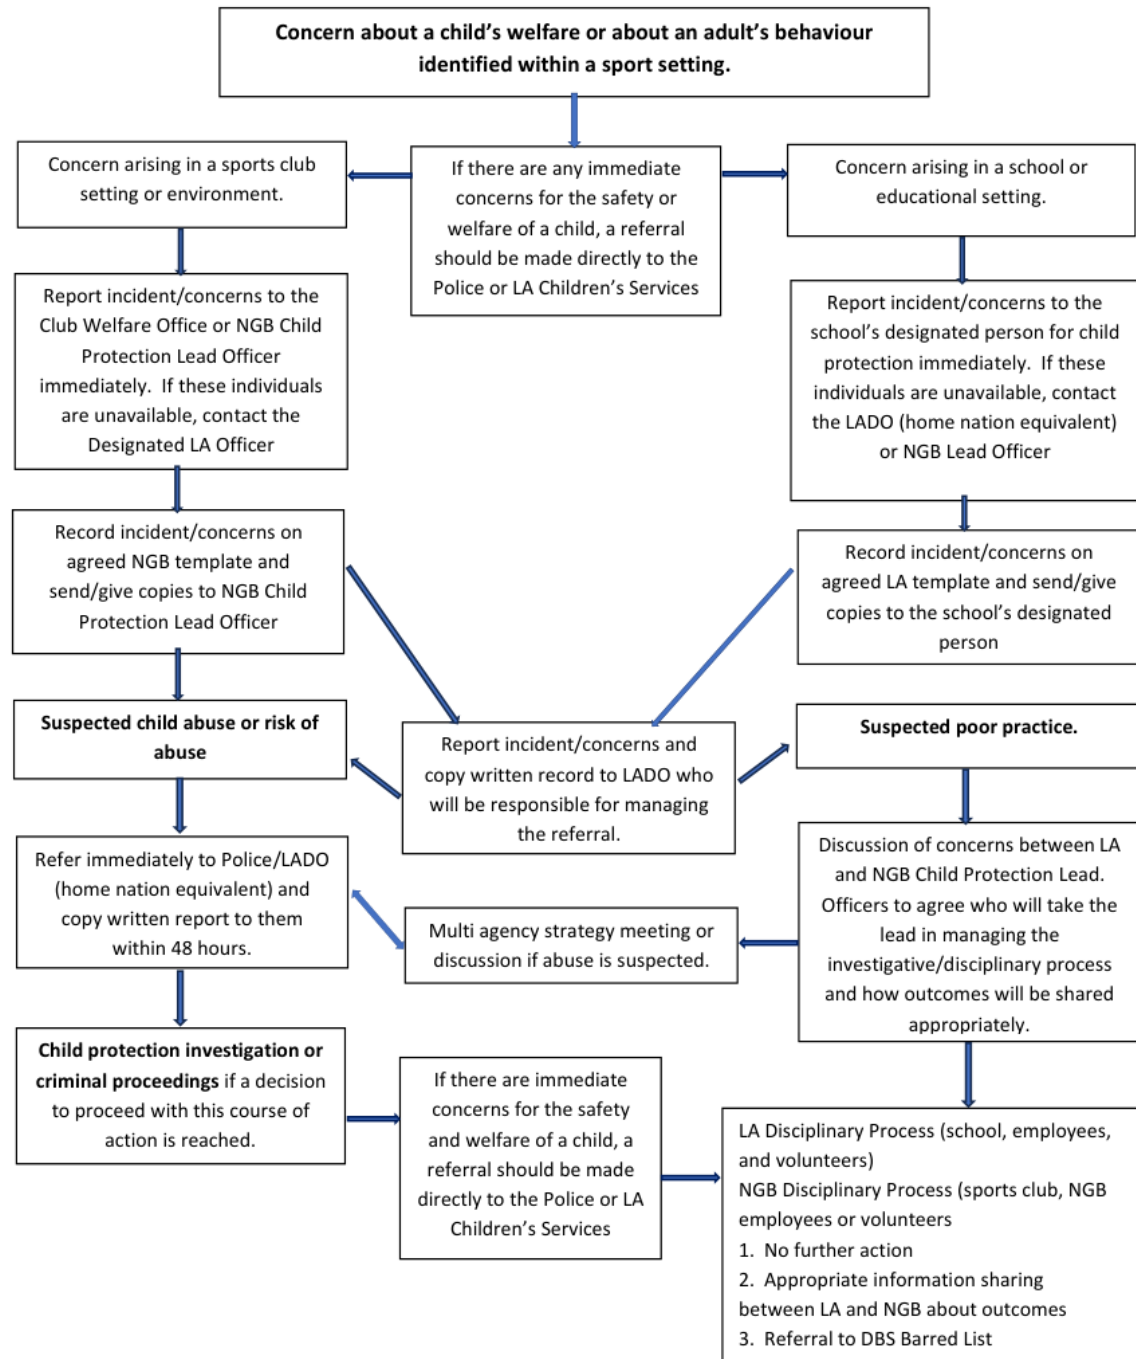 Concern about a child's welfare or about an adult's behaviour
identified within a sport setting.
Concern arising in a sports club
setting or environment.
If there are any immediate
concerns for the safety or
welfare of a child, a referral
should be made directly to the
Police or LA Children's Services
Concern arising in a school or
educational setting.
Report incident/concerns to the
Club Welfare Office or NGB Child
Protection Lead Officer
immediately.  If these individuals
are unavailable, contact the
Designated LA Officer
Report incident/concerns to the
school's designated person for child
protection immediately.  If these
individuals are unavailable, contact
the LADO (home nation equivalent)
or NGB Lead Officer
Record incident/concerns on
agreed NGB template and
send/give copies to NGB Child
Protection Lead Officer
Record incident/concerns on
agreed LA template and send/give
copies to the school's designated
person
Suspected child abuse or risk of
abuse
Report incident/concerns and
copy written record to LADO who
will be responsible for managing
the referral.
Suspected poor practice.
Refer immediately to Police/LADO
(home nation equivalent) and
copy written report to them
within 48 hours.
Multi agency strategy meeting or
discussion if abuse is suspected.
Discussion of concerns between LA
and NGB Child Protection Lead.
Officers to agree who will take the
lead in managing the
investigative/disciplinary process
and how outcomes will be shared
appropriately.
Child protection investigation or
criminal proceedings if a decision
to proceed with this course of
action is reached.
If there are immediate
concerns for the safety
and welfare of a child, a
referral should be made
directly to the Police or LA
Children's Services
LA Disciplinary Process (school, employees,
and volunteers)
NGB Disciplinary Process (sports club, NGB
employees or volunteers
1.  No further action
2.  Appropriate information sharing
between LA and NGB about outcomes
3.  Referral to DBS Barred List